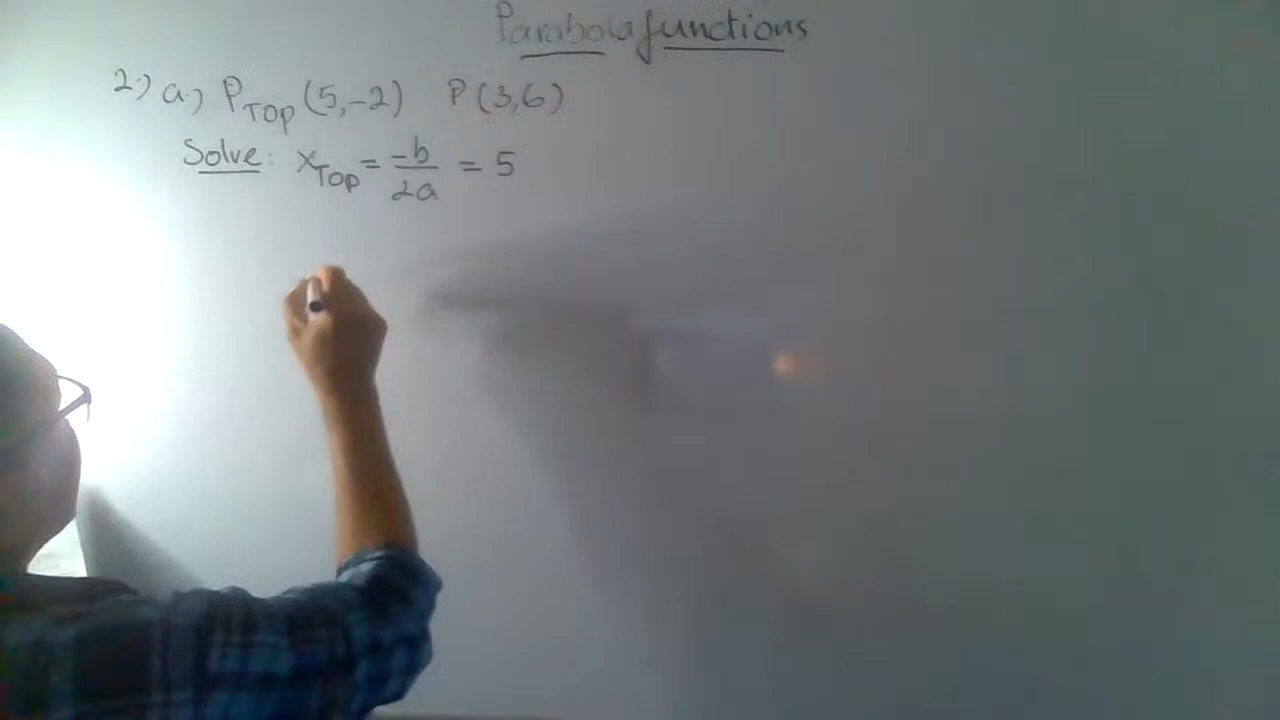 Parabola functions
2.) a.) P_Top (5,-2) P(3,6)
Solve: x_Top = -b/2a = 5